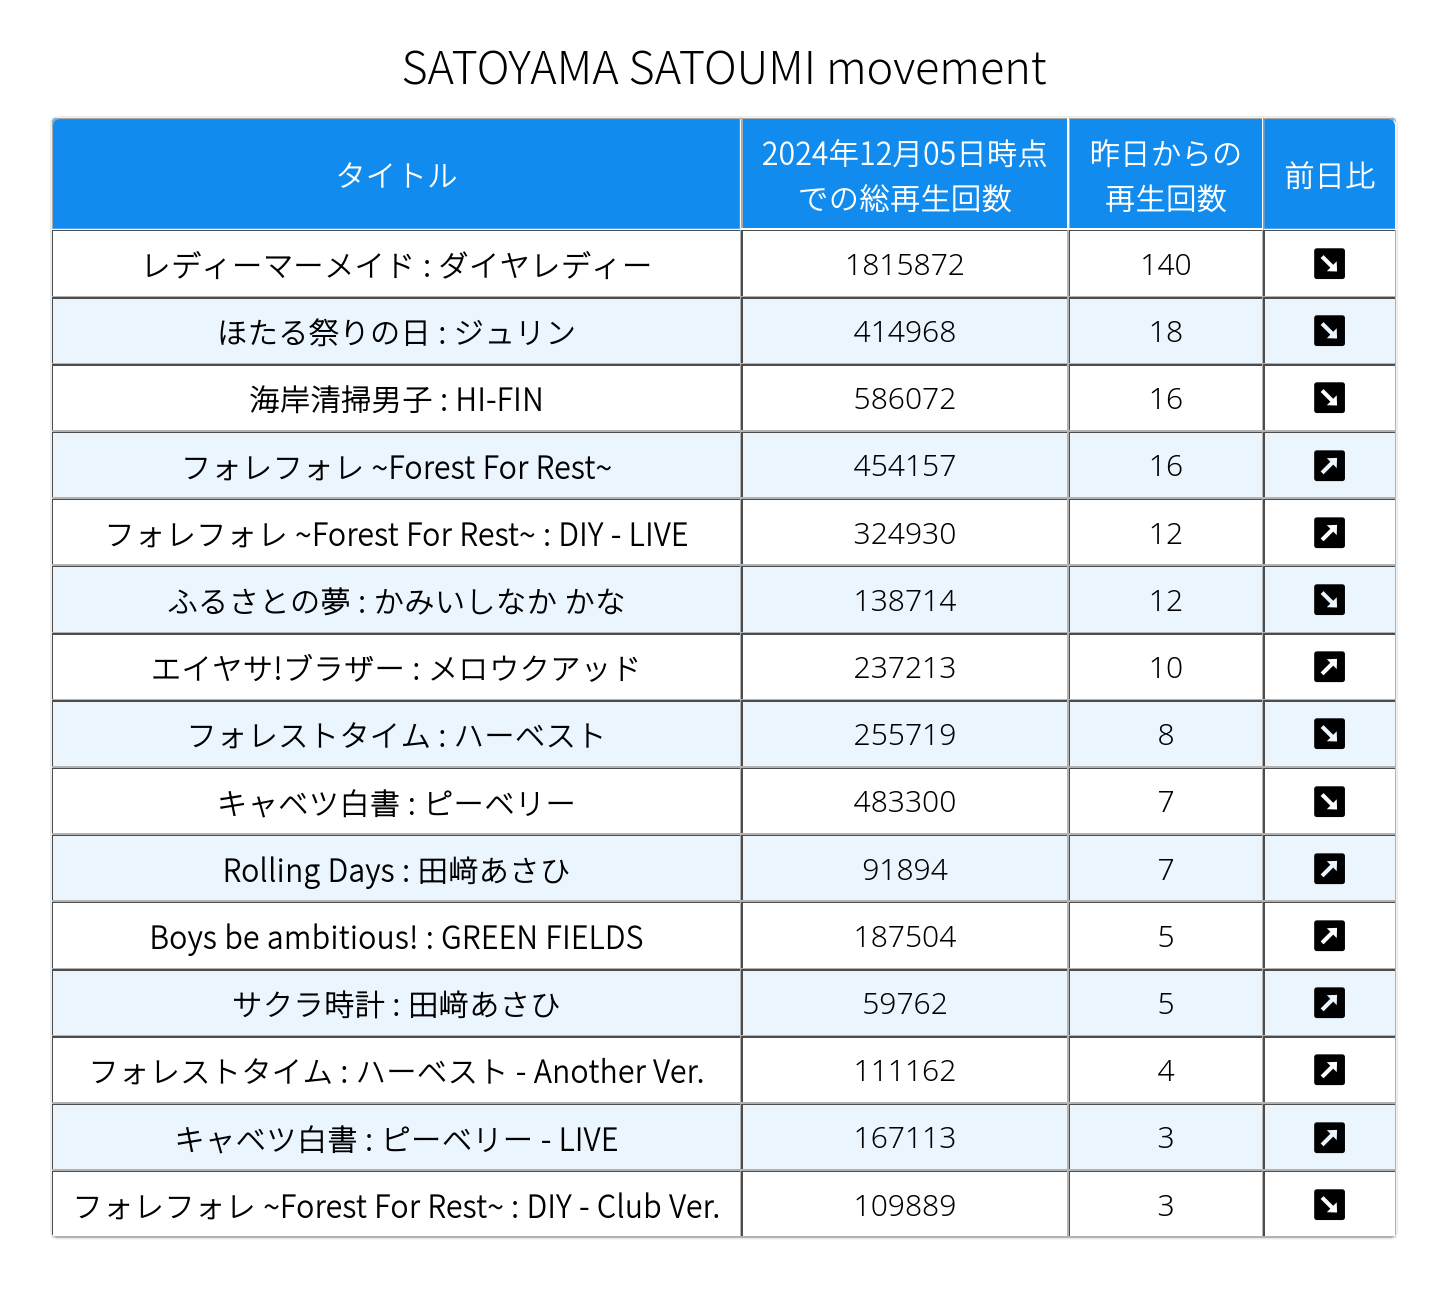 SATOYAMA SATOUMI movement
タイトル 2024年12月05日時点での総再生回数 昨日からの再生回数 前日比
レディーマーメイド : ダイヤレディー 1815872 140 ↘
ほたる祭りの日 : ジュリン 414968 18 ↘
海岸清掃男子 : HI-FIN 586072 16 ↘
フォレフォレ ~Forest For Rest~ 454157 16 ↗
フォレフォレ ~Forest For Rest~ : DIY - LIVE 324930 12 ↗
ふるさとの夢 : かみいしなか かな 138714 12 ↘
エイヤサ!ブラザー : メロウクアッド 237213 10 ↗
フォレストタイム : ハーベスト 255719 8 ↘
キャベツ白書 : ピーベリー 483300 7 ↘
Rolling Days : 田﨑あさひ 91894 7 ↗
Boys be ambitious! : GREEN FIELDS 187504 5 ↗
サクラ時計 : 田﨑あさひ 59762 5 ↗
フォレストタイム : ハーベスト - Another Ver. 111162 4 ↗
キャベツ白書 : ピーベリー - LIVE 167113 3 ↗
フォレフォレ ~Forest For Rest~ : DIY - Club Ver. 109889 3 ↘